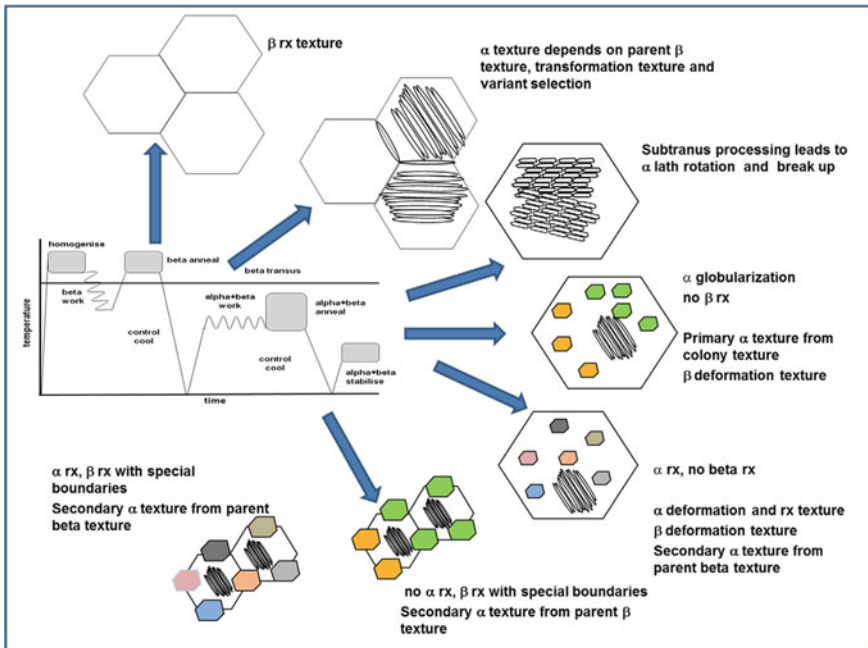 β rx texture
α texture depends on parent β
texture, transformation texture and
variant selection
Subtranus processing leads to
α lath rotation and break up
homogenise
beta anneal
beta transus
beta
work
alpha+beta
work
alpha+beta
anneal
control
cool
control
cool
alpha+beta
stabilise
temperature
time
α globularization
no β rx
Primary α texture from
colony texture
β deformation texture
α rx, no beta rx
α deformation and rx texture
β deformation texture
Secondary α texture from
parent beta texture
α rx, β rx with special
boundaries
Secondary α texture from parent
beta texture
no α rx, β rx with special boundaries
Secondary α texture from parent β
texture